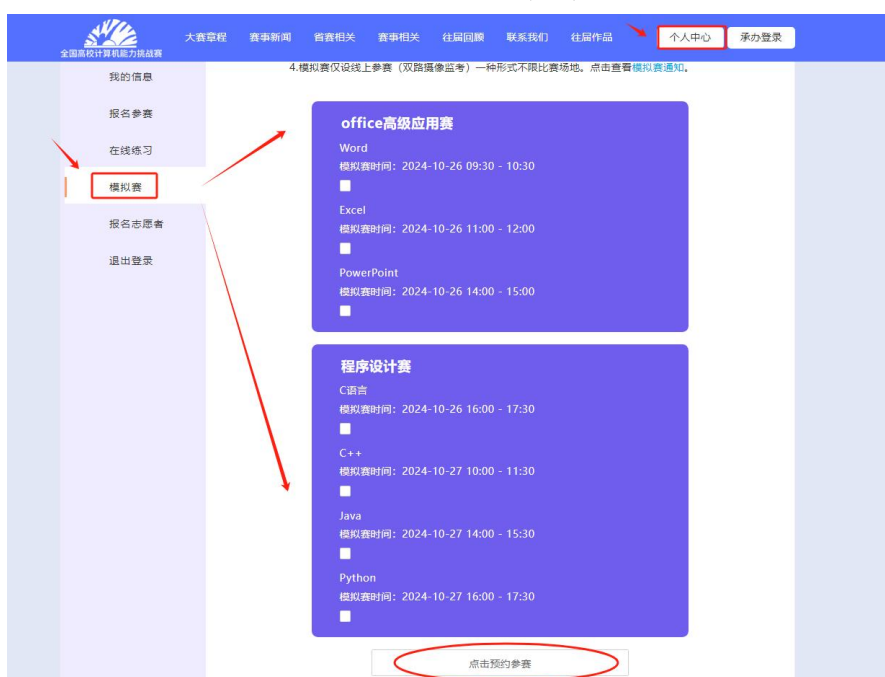 全国高校计算机能力挑战赛
大赛章程 赛事新闻 省赛相关 赛事相关 往届回顾 联系我们 往届作品 个人中心 承办登录
我的信息
报名参赛
在线练习
模拟赛
报名志愿者
退出登录
4.模拟赛仅设线上参赛（双路摄像监考）一种形式不限比赛场地。点击查看模拟赛通知。
office高级应用赛
Word
模拟赛时间：2024-10-26 09:30 - 10:30
Excel
模拟赛时间：2024-10-26 11:00 - 12:00
PowerPoint
模拟赛时间：2024-10-26 14:00 - 15:00
程序设计赛
C语言
模拟赛时间：2024-10-26 16:00 - 17:30
C++
模拟赛时间：2024-10-27 10:00 - 11:30
Java
模拟赛时间：2024-10-27 14:00 - 15:30
Python
模拟赛时间：2024-10-27 16:00 - 17:30
点击预约参赛